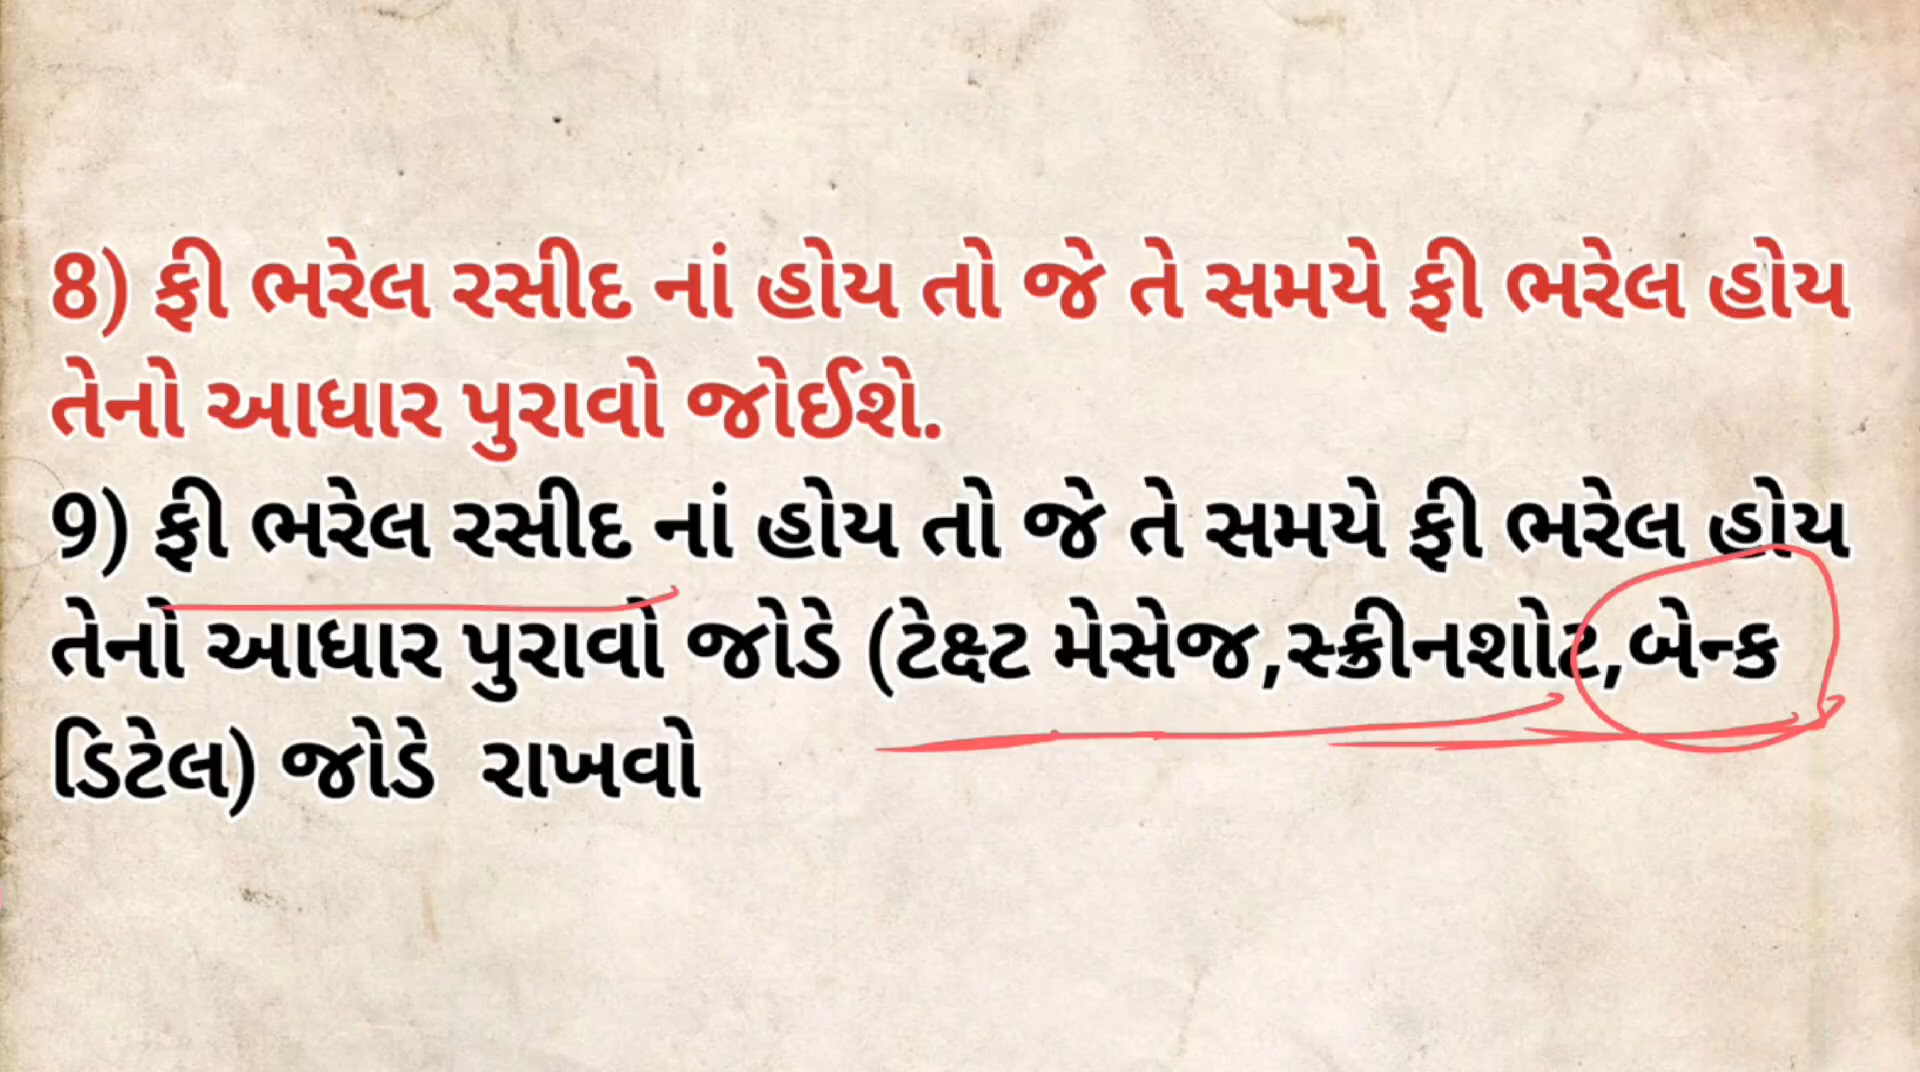 8) ફી ભરેલ રસીદ નાં હોય તો જે તે સમયે ફી ભરેલ હોય
તેનો આધાર પુરાવો જોઈશે.
9) ફી ભરેલ રસીદ નાં હોય તો જે તે સમયે ફી ભરેલ હોય
તેનો આધાર પુરાવો જોડે (ટેક્ષ્ટ મેસેજ,સ્ક્રીનશોટ,બેન્ક
ડિટેલ) જોડે  રાખવો